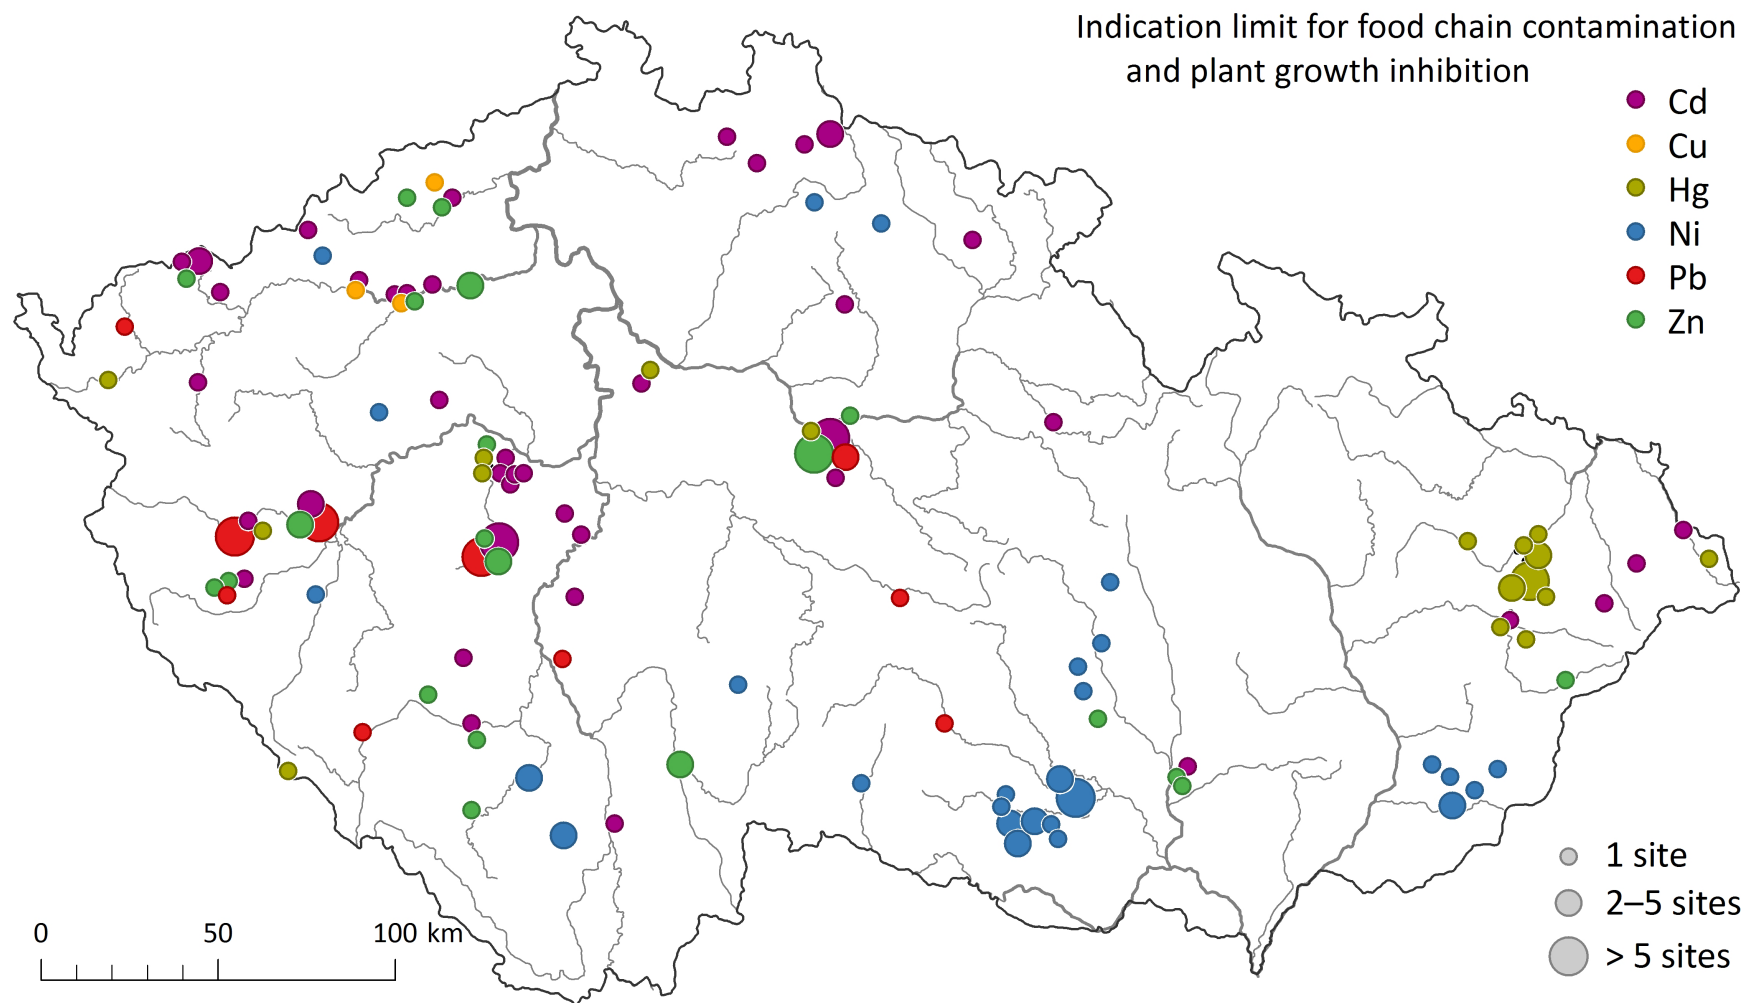 Indication limit for food chain contamination
and plant growth inhibition
Cd
Cu
Hg
Ni
Pb
Zn
1 site
2–5 sites
> 5 sites
0 50 100 km